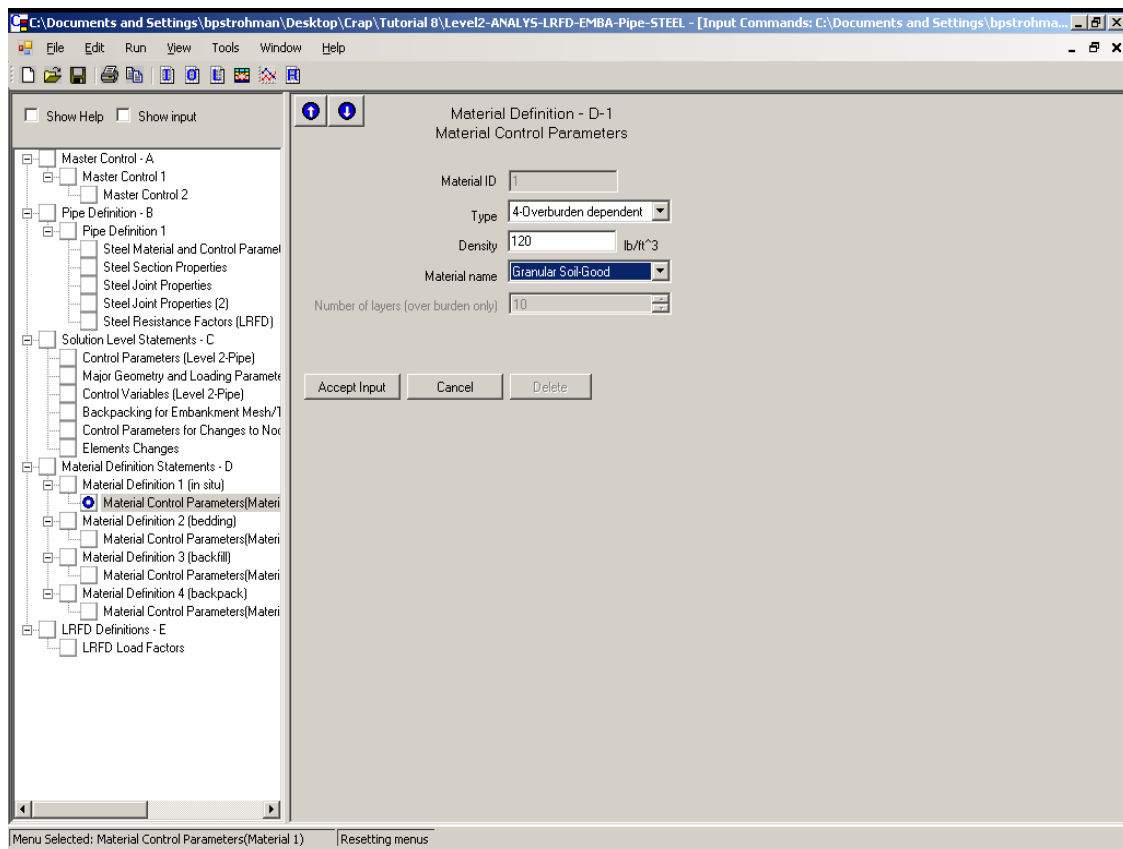 C:\Documents and Settings\bpstrohman\Desktop\Crap\Tutorial 8\Level2-ANALYS-LRFD-EMBA-Pipe-STEEL - [Input Commands: C:\Documents and Settings\bpstrohma...
File Edit Run View Tools Window Help
Show Help Show input
Master Control - A
Master Control 1
Master Control 2
Pipe Definition - B
Pipe Definition 1
Steel Material and Control Paramet
Steel Section Properties
Steel Joint Properties
Steel Joint Properties (2)
Steel Resistance Factors (LRFD)
Solution Level Statements - C
Control Parameters (Level 2-Pipe)
Major Geometry and Loading Paramete
Control Variables (Level 2-Pipe)
Backpacking for Embankment Mesh/T
Control Parameters for Changes to Noc
Elements Changes
Material Definition Statements - D
Material Definition 1 (in situ)
Material Control Parameters(Materi
Material Definition 2 (bedding)
Material Control Parameters(Materi
Material Definition 3 (backfill)
Material Control Parameters(Materi
Material Definition 4 (backpack)
Material Control Parameters(Materi
LRFD Definitions - E
LRFD Load Factors
Material Definition - D-1
Material Control Parameters
Material ID 1
Type 4-Overburden dependent
Density 120 lb/ft^3
Material name Granular Soil-Good
Number of layers (over burden only) 10
Accept Input Cancel Delete
Menu Selected: Material Control Parameters(Material 1) Resetting menus